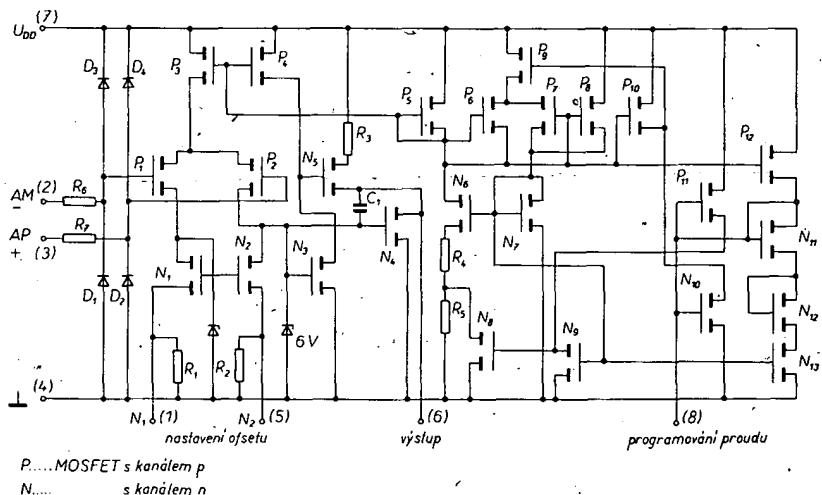 U_DD (7)
D3 D4
P3 P4
P9
P5 P6 P7 P8 P10
P12
R3
P1 P2 N5
AM (2)
−
R6
C1
N6
P11
AP
+ (3)
R7
N4 N7
N11
R4
N1 N2 N3
D1 D2
R5
N10
N12
6V
N8 N9
R1 R2
N13
(4)
N1 (1) N2 (5) (6) (8)
nastavení ofsetu výstup programování proudu
P.....MOSFET s kanálem p
N..... s kanálem n